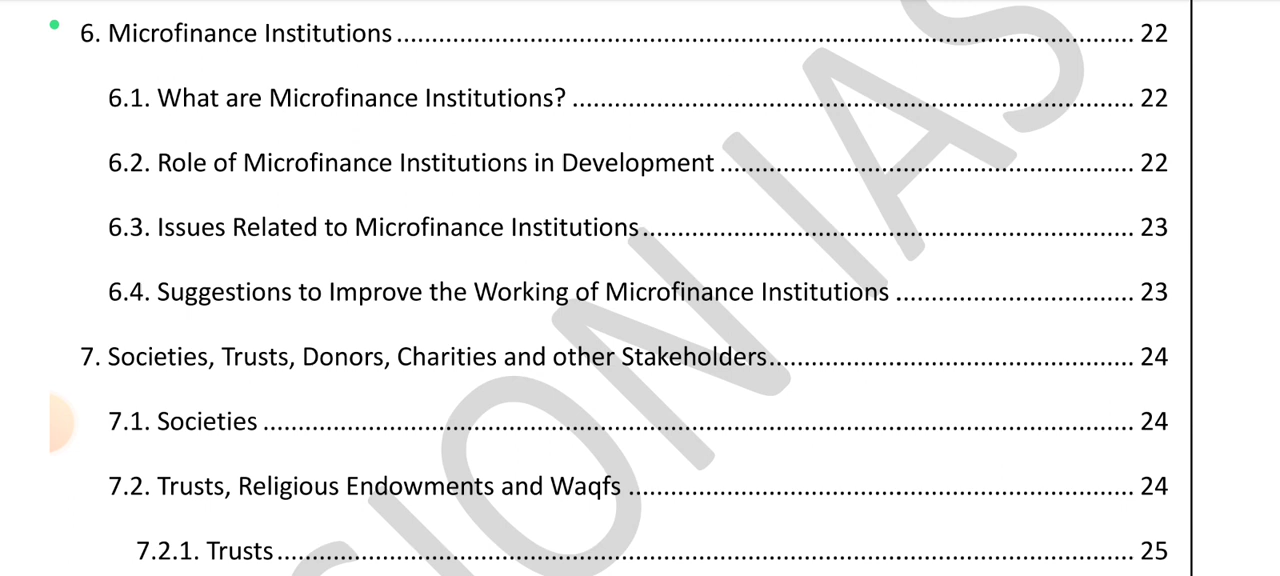 6. Microfinance Institutions........................................................................................................ 22
6.1. What are Microfinance Institutions? ............................................................................... 22
6.2. Role of Microfinance Institutions in Development .......................................................... 22
6.3. Issues Related to Microfinance Institutions..................................................................... 23
6.4. Suggestions to Improve the Working of Microfinance Institutions .................................. 23
7. Societies, Trusts, Donors, Charities and other Stakeholders................................................... 24
7.1. Societies ........................................................................................................................... 24
7.2. Trusts, Religious Endowments and Waqfs ....................................................................... 24
7.2.1. Trusts......................................................................................................................... 25
SION IAS